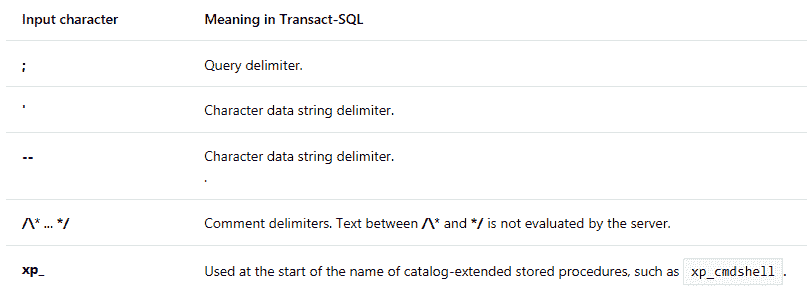 Input character Meaning in Transact-SQL
; Query delimiter.
' Character data string delimiter.
-- Character data string delimiter.
.
/\* ... */ Comment delimiters. Text between /\* and */ is not evaluated by the server.
xp_ Used at the start of the name of catalog-extended stored procedures, such as xp_cmdshell .